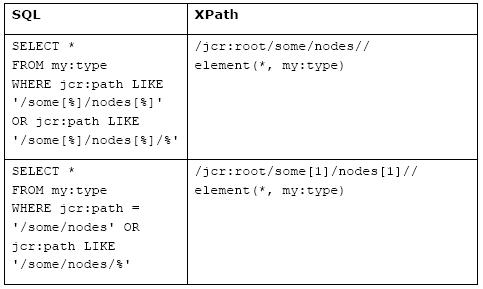 SQL XPath
SELECT *
FROM my:type
WHERE jcr:path LIKE
'/some[%]/nodes[%]'
OR jcr:path LIKE
'/some[%]/nodes[%]/%'
/jcr:root/some/nodes//
element(*, my:type)
SELECT *
FROM my:type
WHERE jcr:path =
'/some/nodes' OR
jcr:path LIKE
'/some/nodes/%'
/jcr:root/some[1]/nodes[1]//
element(*, my:type)